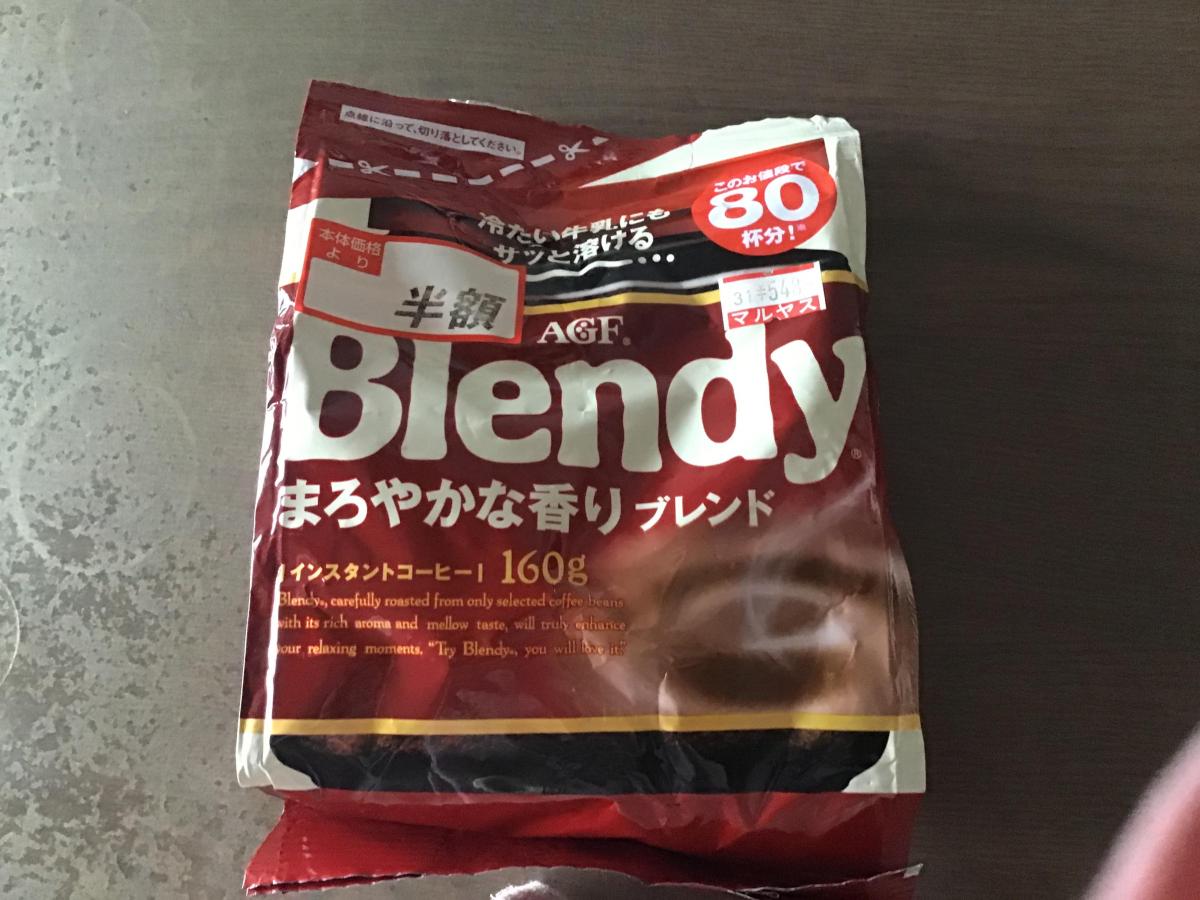 点線に沿って、切り落としてください。
このお値段で
80
杯分!※
冷たい牛乳にも
サッと溶ける
本体価格
より
半額
マルヤス
AGF®
Blendy®
まろやかな香りブレンド
インスタントコーヒー 160g
Blendy®, carefully roasted from only selected coffee beans
with its rich aroma and mellow taste, will truly enhance
your relaxing moments. "Try Blendy®, you will love it."